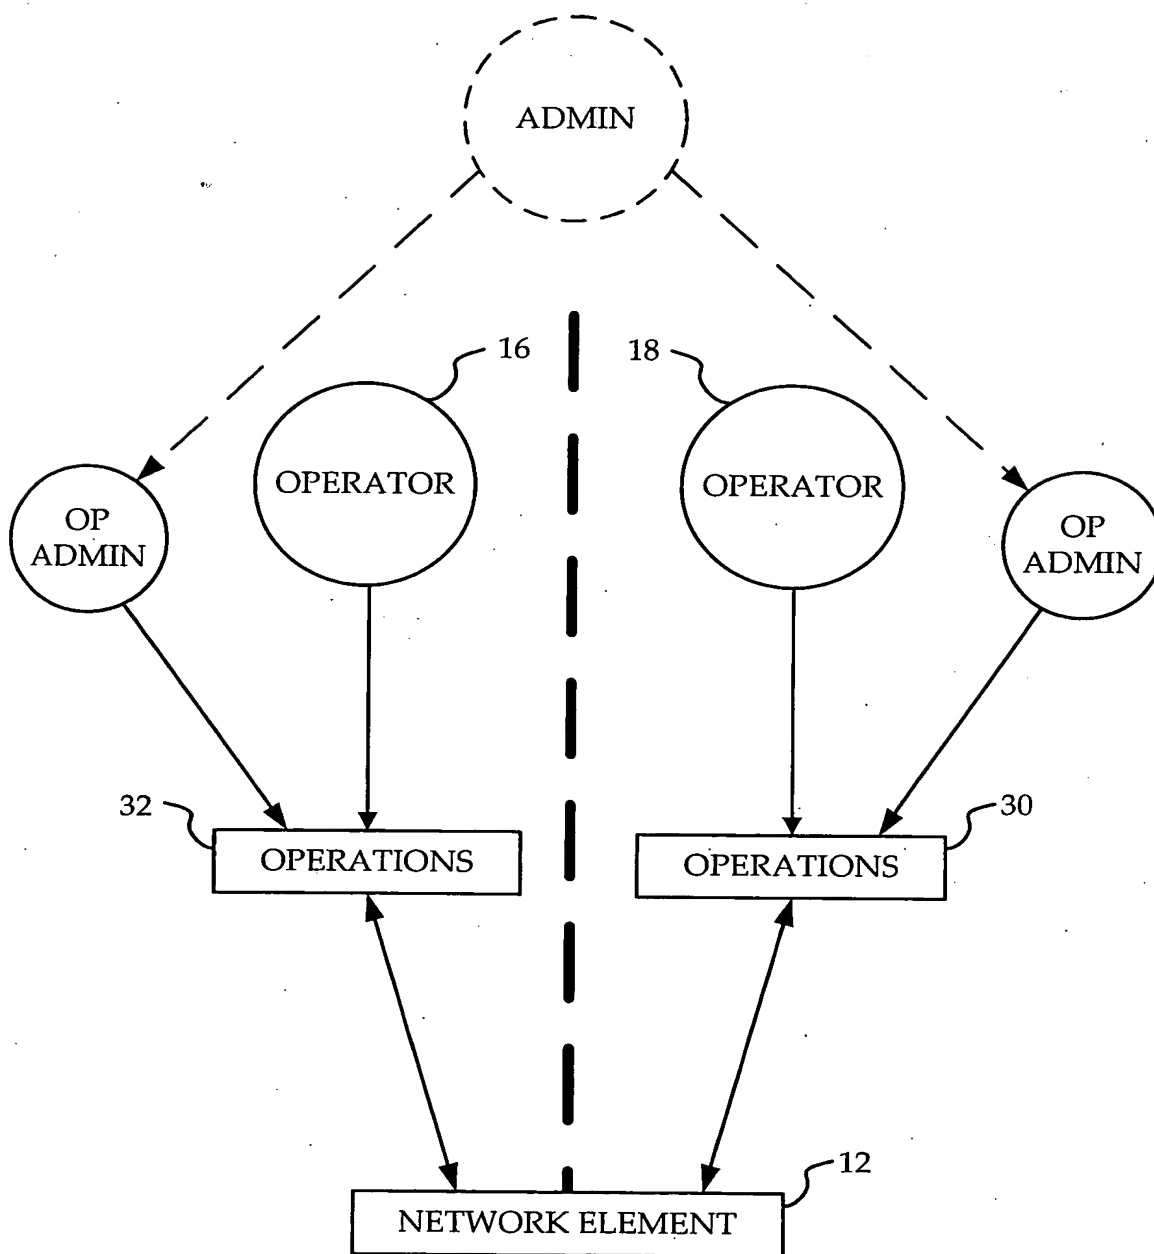 ADMIN
16
18
OPERATOR
OPERATOR
OP
ADMIN
OP
ADMIN
32
30
OPERATIONS
OPERATIONS
12
NETWORK ELEMENT